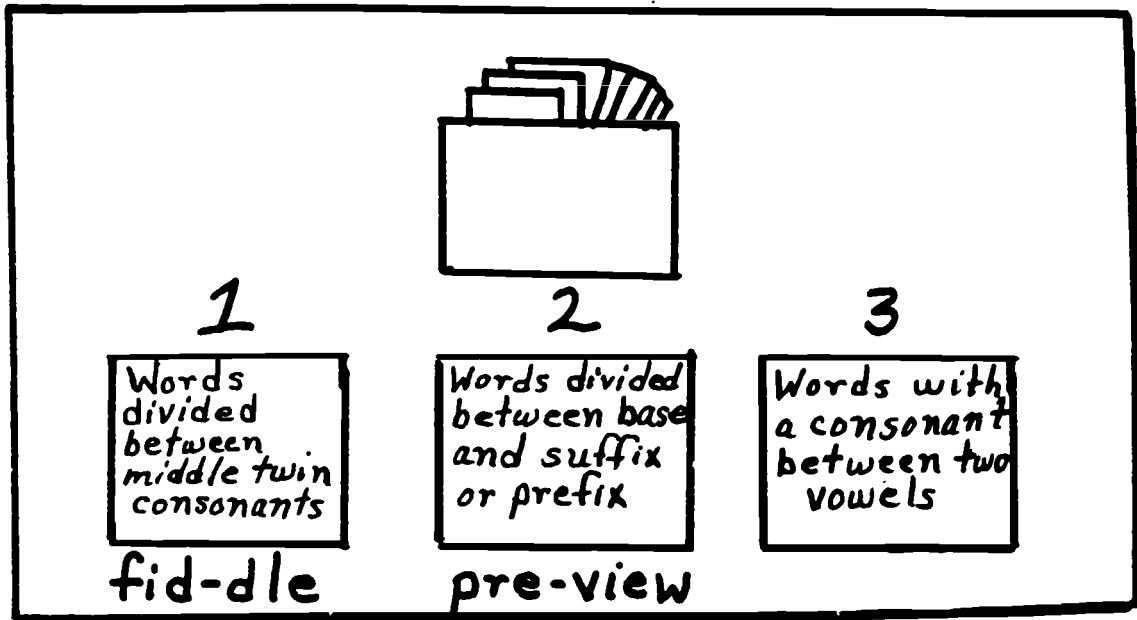 1
Words
divided
between
middle twin
consonants
fid-dle
2
Words divided
between base
and suffix
or prefix
pre-view
3
Words with
a consonant
between two
vowels